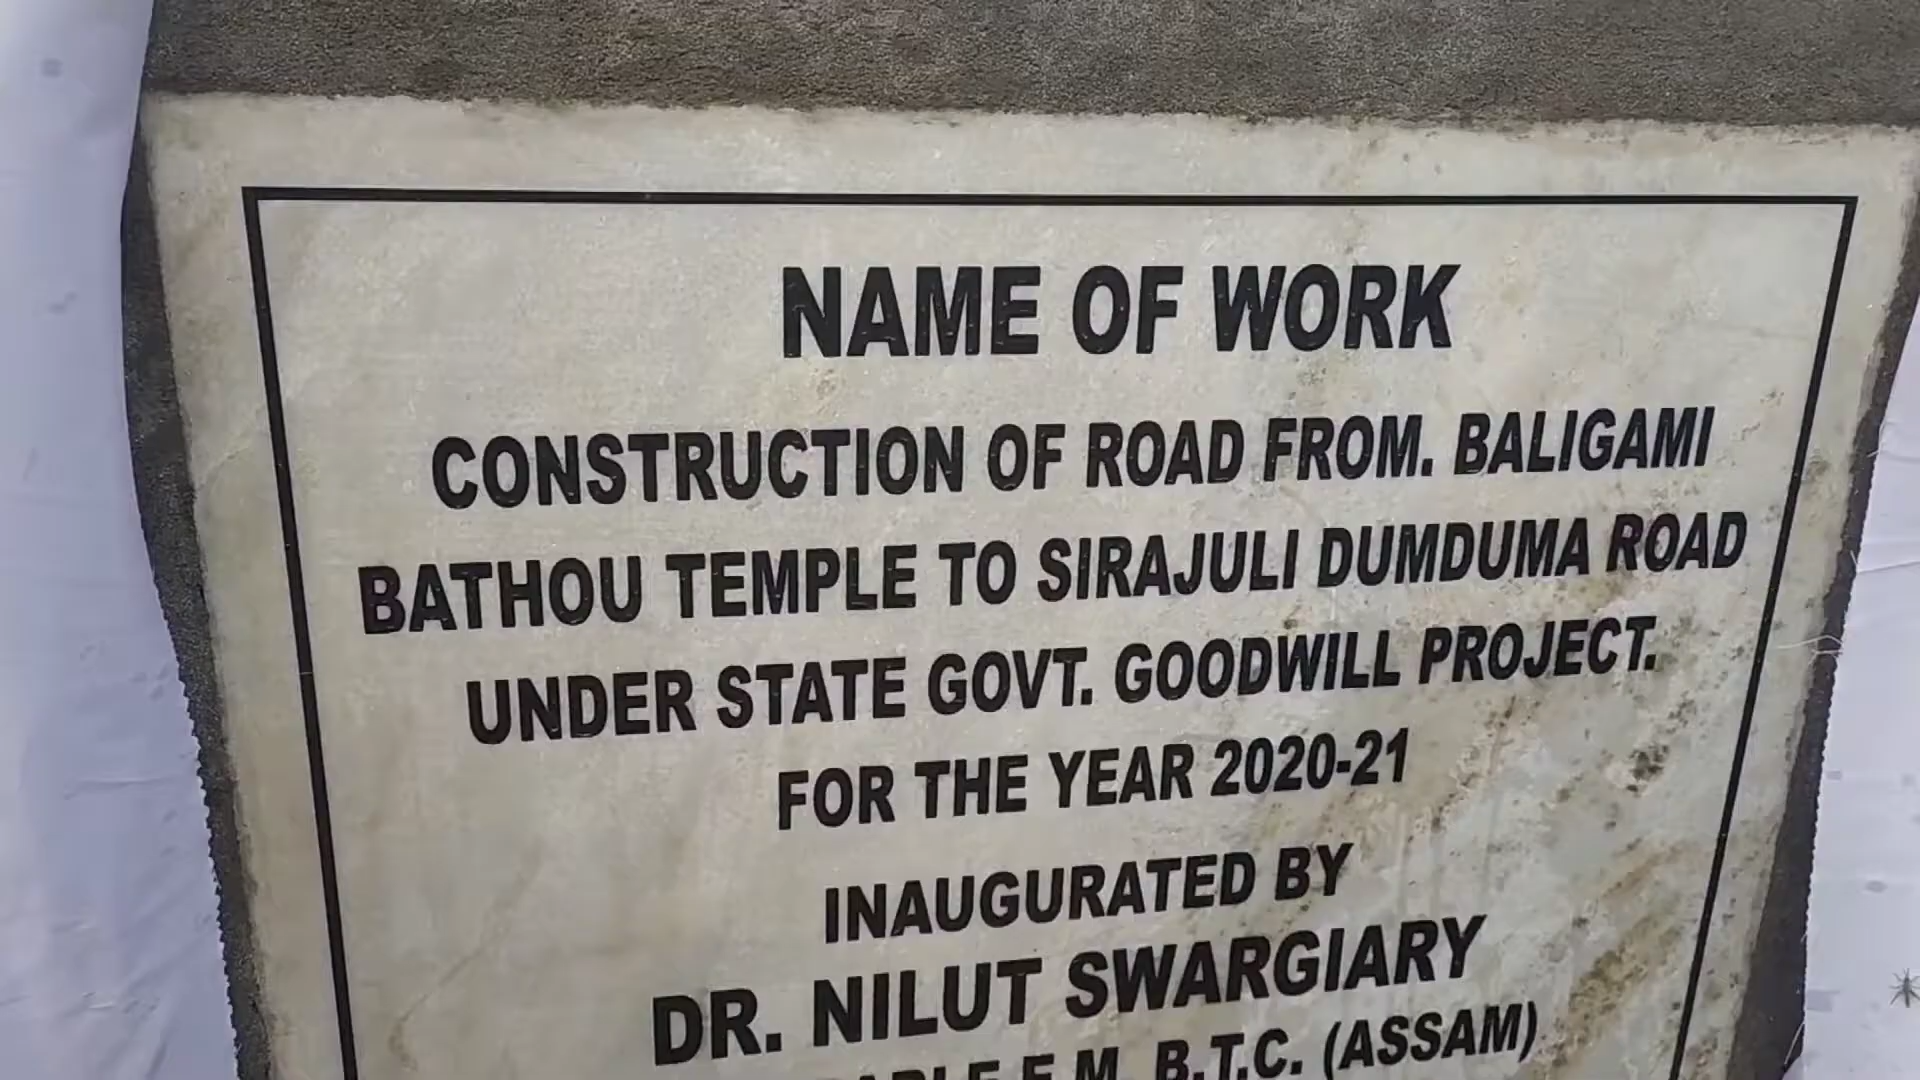 NAME OF WORK
CONSTRUCTION OF ROAD FROM. BALIGAMI
BATHOU TEMPLE TO SIRAJULI DUMDUMA ROAD
UNDER STATE GOVT. GOODWILL PROJECT.
FOR THE YEAR 2020-21
INAUGURATED BY
DR. NILUT SWARGIARY
E.M. B.T.C. (ASSAM)